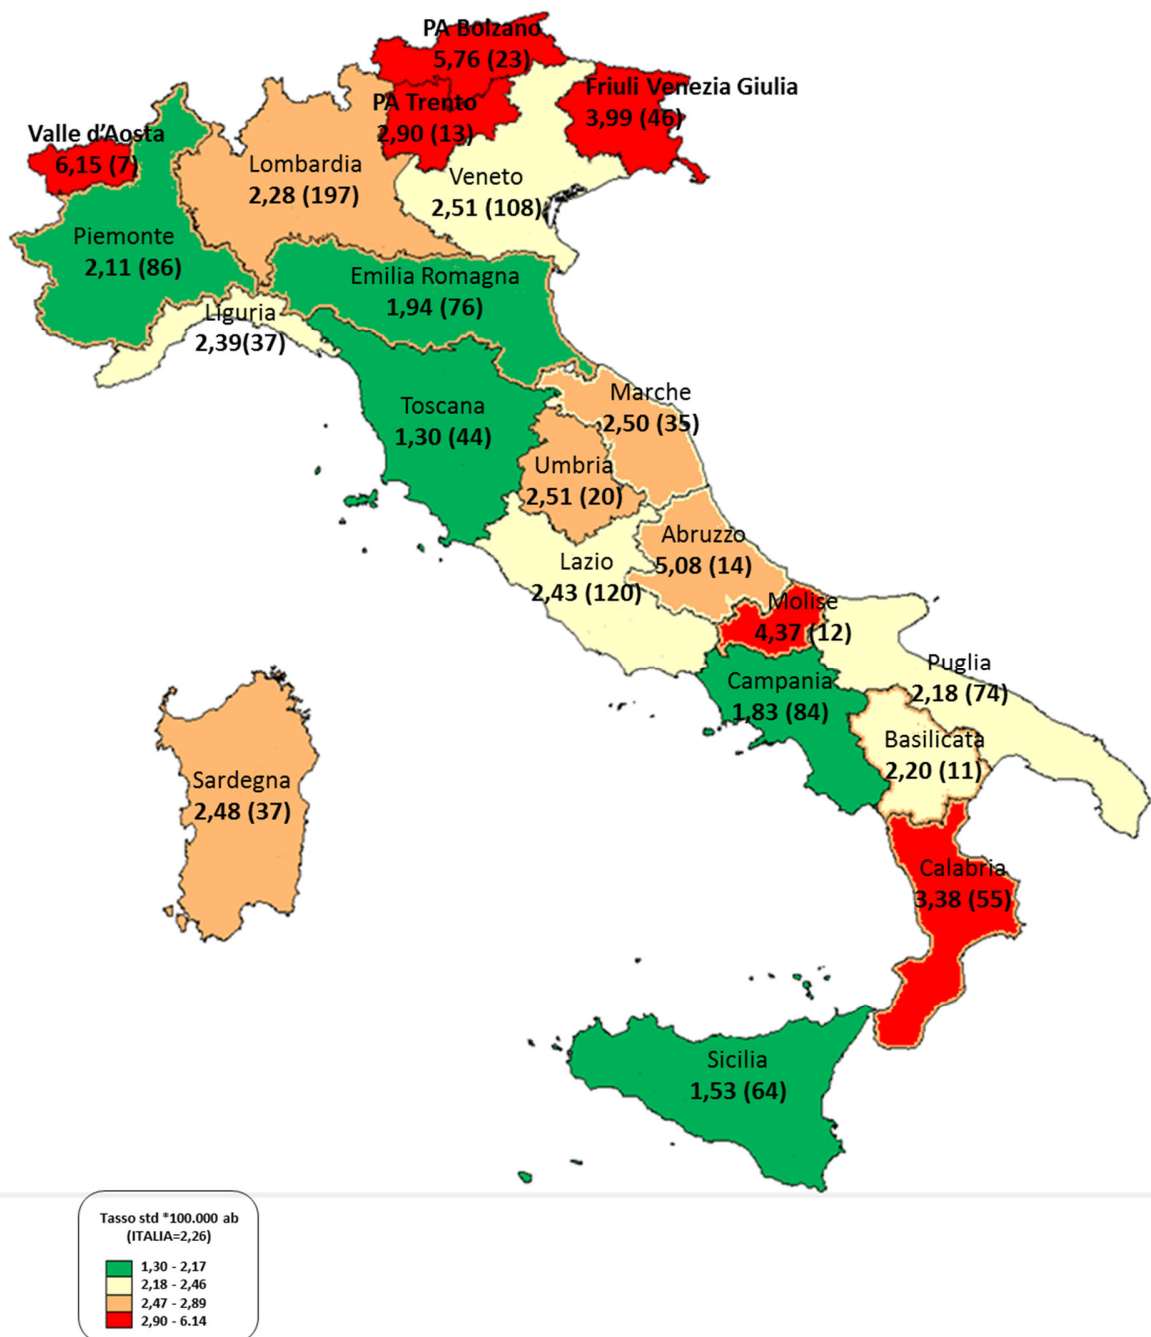 PA Bolzano
5,76 (23)
Friuli Venezia Giulia
3,99 (46)
PA Trento
2,90 (13)
Valle d’Aosta
6,15 (7)
Lombardia
2,28 (197)
Veneto
2,51 (108)
Piemonte
2,11 (86)
Emilia Romagna
1,94 (76)
Liguria
2,39(37)
Marche
2,50 (35)
Toscana
1,30 (44)
Umbria
2,51 (20)
Abruzzo
5,08 (14)
Lazio
2,43 (120)
Molise
4,37 (12)
Puglia
2,18 (74)
Campania
1,83 (84)
Basilicata
2,20 (11)
Sardegna
2,48 (37)
Calabria
3,38 (55)
Sicilia
1,53 (64)
Tasso std *100.000 ab
(ITALIA=2,26)
1,30 - 2,17
2,18 - 2,46
2,47 - 2,89
2,90 - 6.14